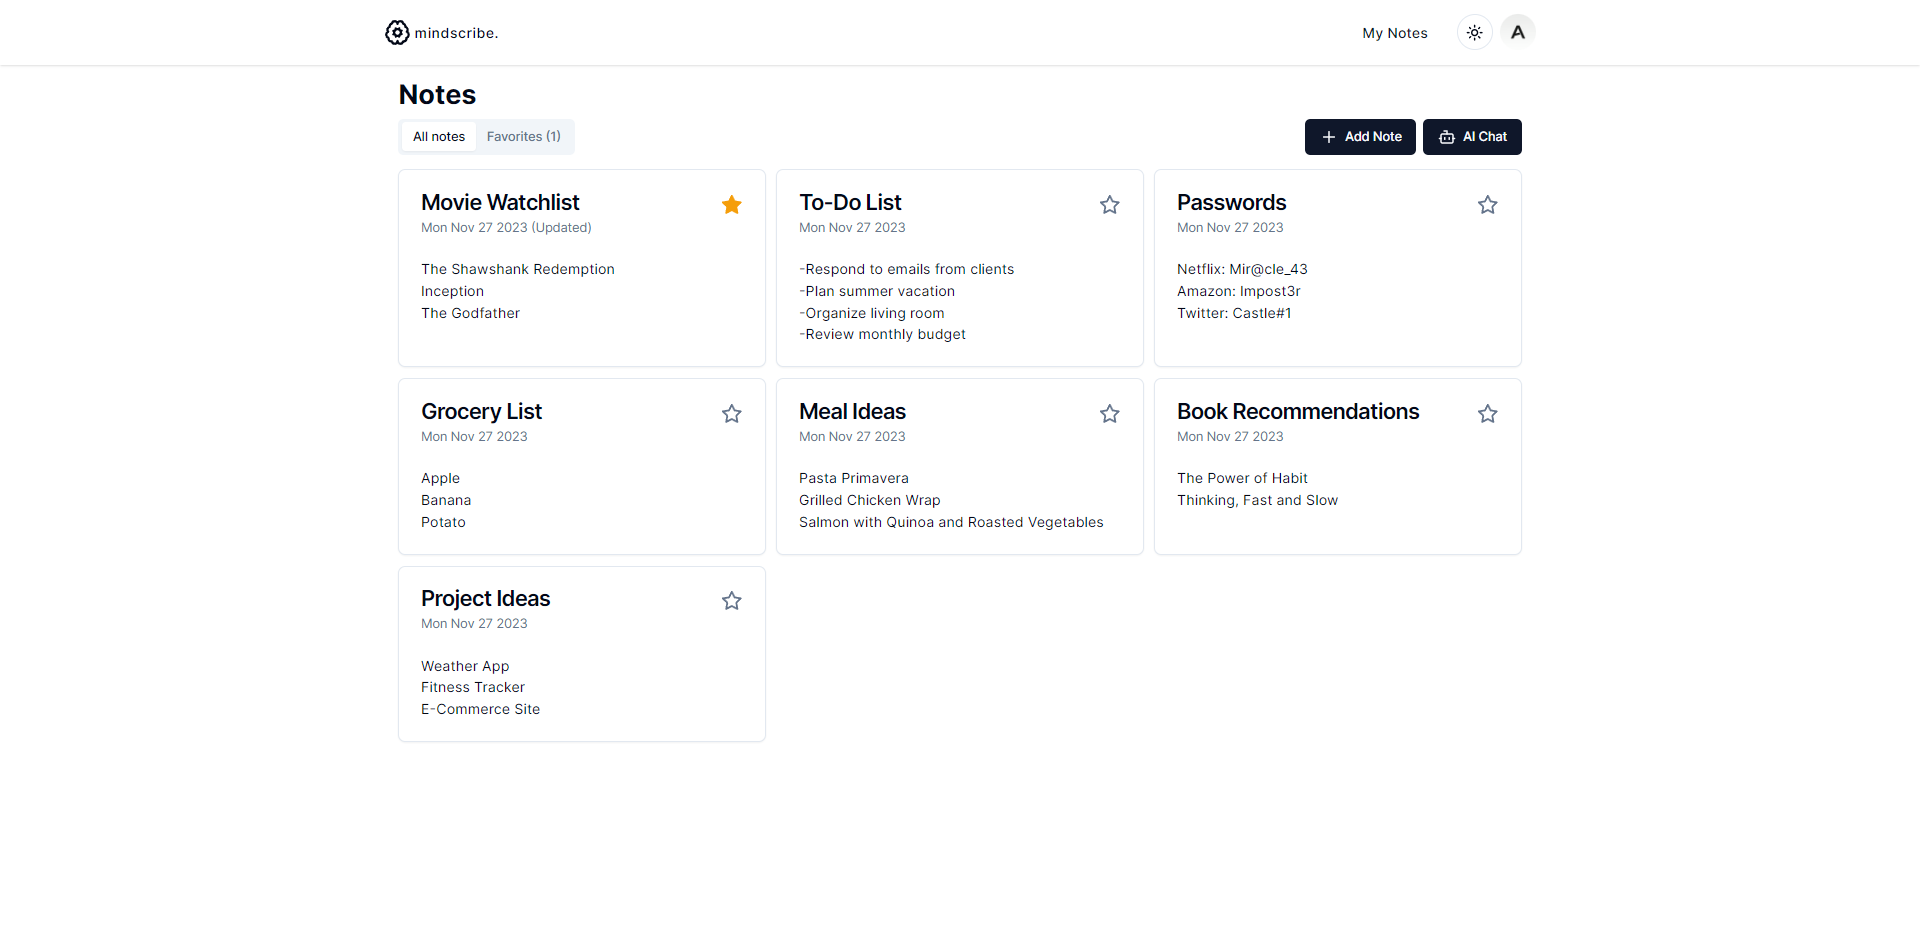 mindscribe.
My Notes
A
Notes
All notes
Favorites (1)
Add Note
AI Chat
Movie Watchlist
Mon Nov 27 2023 (Updated)
The Shawshank Redemption
Inception
The Godfather
To-Do List
Mon Nov 27 2023
-Respond to emails from clients
-Plan summer vacation
-Organize living room
-Review monthly budget
Passwords
Mon Nov 27 2023
Netflix: Mir@cle_43
Amazon: Impost3r
Twitter: Castle#1
Grocery List
Mon Nov 27 2023
Apple
Banana
Potato
Meal Ideas
Mon Nov 27 2023
Pasta Primavera
Grilled Chicken Wrap
Salmon with Quinoa and Roasted Vegetables
Book Recommendations
Mon Nov 27 2023
The Power of Habit
Thinking, Fast and Slow
Project Ideas
Mon Nov 27 2023
Weather App
Fitness Tracker
E-Commerce Site